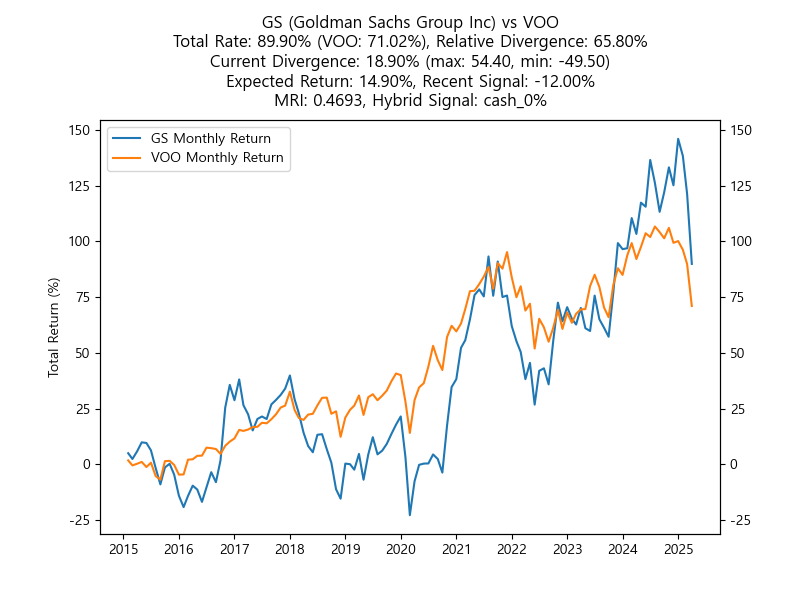 GS (Goldman Sachs Group Inc) vs VOO
Total Rate: 89.90% (VOO: 71.02%), Relative Divergence: 65.80%
Current Divergence: 18.90% (max: 54.40, min: -49.50)
Expected Return: 14.90%, Recent Signal: -12.00%
MRI: 0.4693, Hybrid Signal: cash_0%
GS Monthly Return
VOO Monthly Return
Total Return (%)
150
125
100
75
50
25
0
-25
150
125
100
75
50
25
0
-25
2015 2016 2017 2018 2019 2020 2021 2022 2023 2024 2025